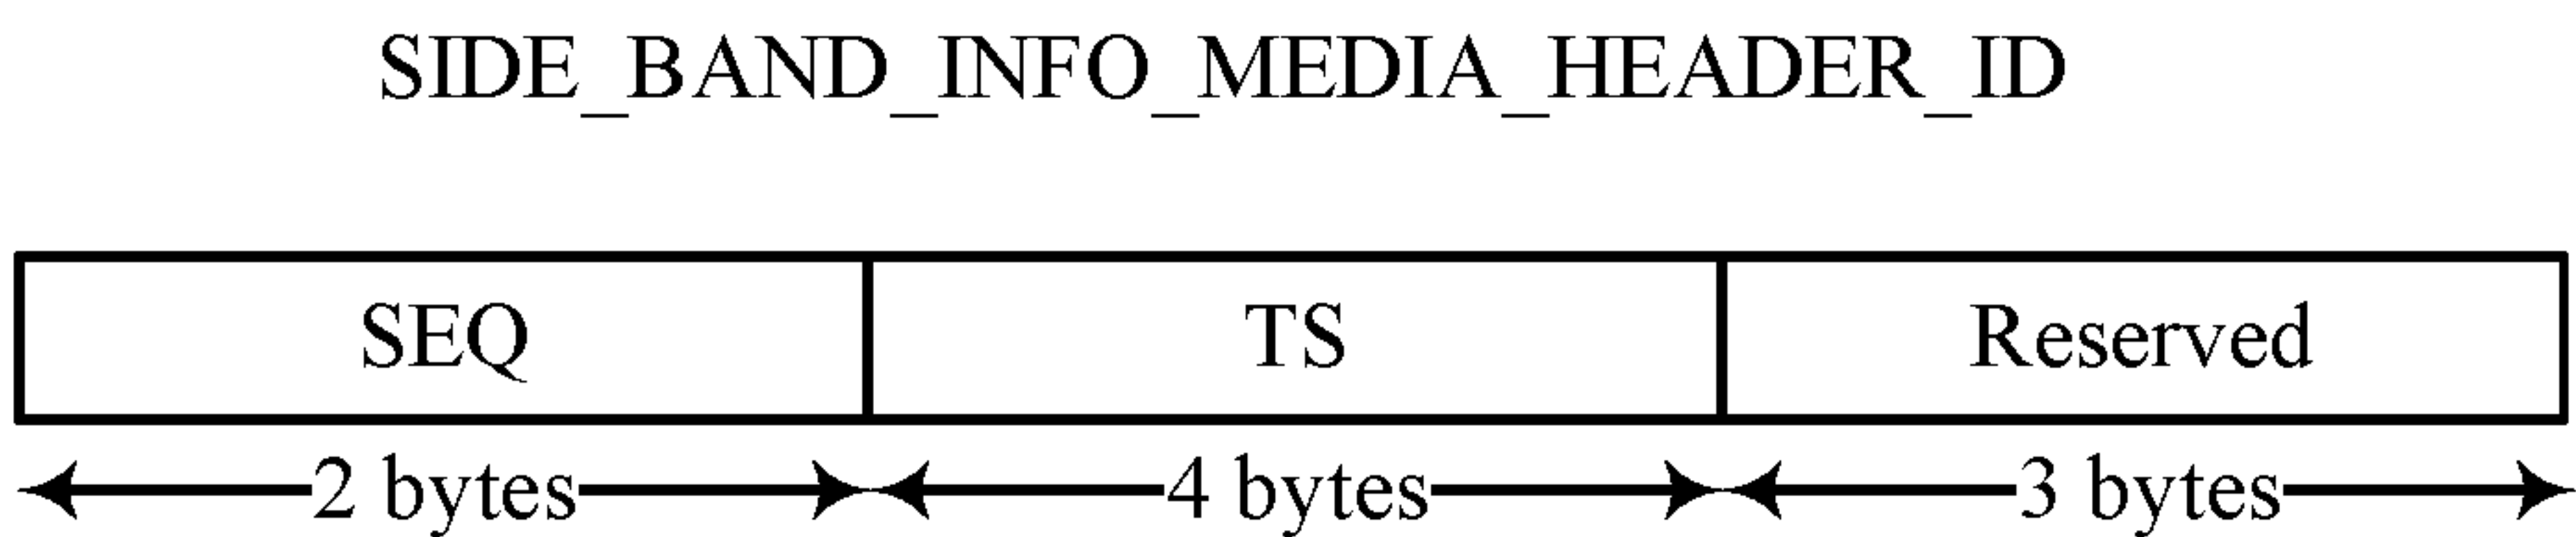 SIDE_BAND_INFO_MEDIA_HEADER_ID
SEQ TS Reserved
2 bytes 4 bytes 3 bytes